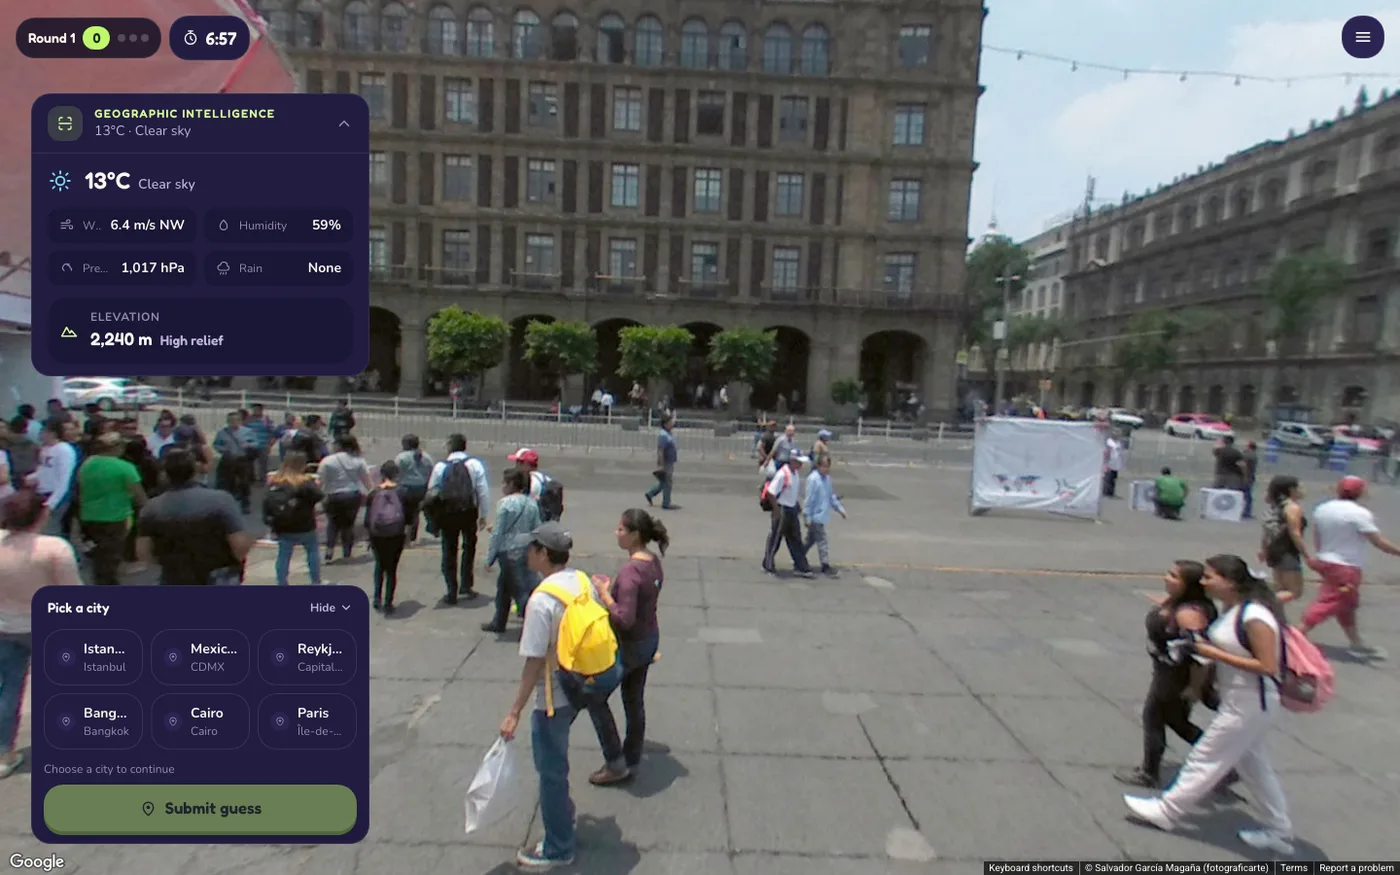 Round 1 0
6:57
GEOGRAPHIC INTELLIGENCE
13°C · Clear sky
13°C Clear sky
W... 6.4 m/s NW
Humidity 59%
Pre... 1,017 hPa
Rain None
ELEVATION
2,240 m High relief
Pick a city
Hide
Istan...
Istanbul
Mexic...
CDMX
Reykj...
Capital...
Bang...
Bangkok
Cairo
Cairo
Paris
Île-de-...
Choose a city to continue
Submit guess
Google
Keyboard shortcuts
© Salvador García Magaña (fotograficarte)
Terms
Report a problem